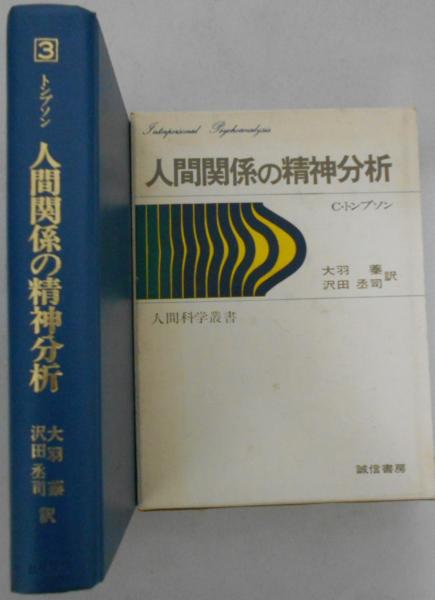 3
トンプソン
人間関係の精神分析
大羽 蓁
沢田丞司
訳
Interpersonal Psychoanalysis
人間関係の精神分析
C・トンプソン
大羽 蓁
沢田丞司
訳
人間科学叢書
誠信書房